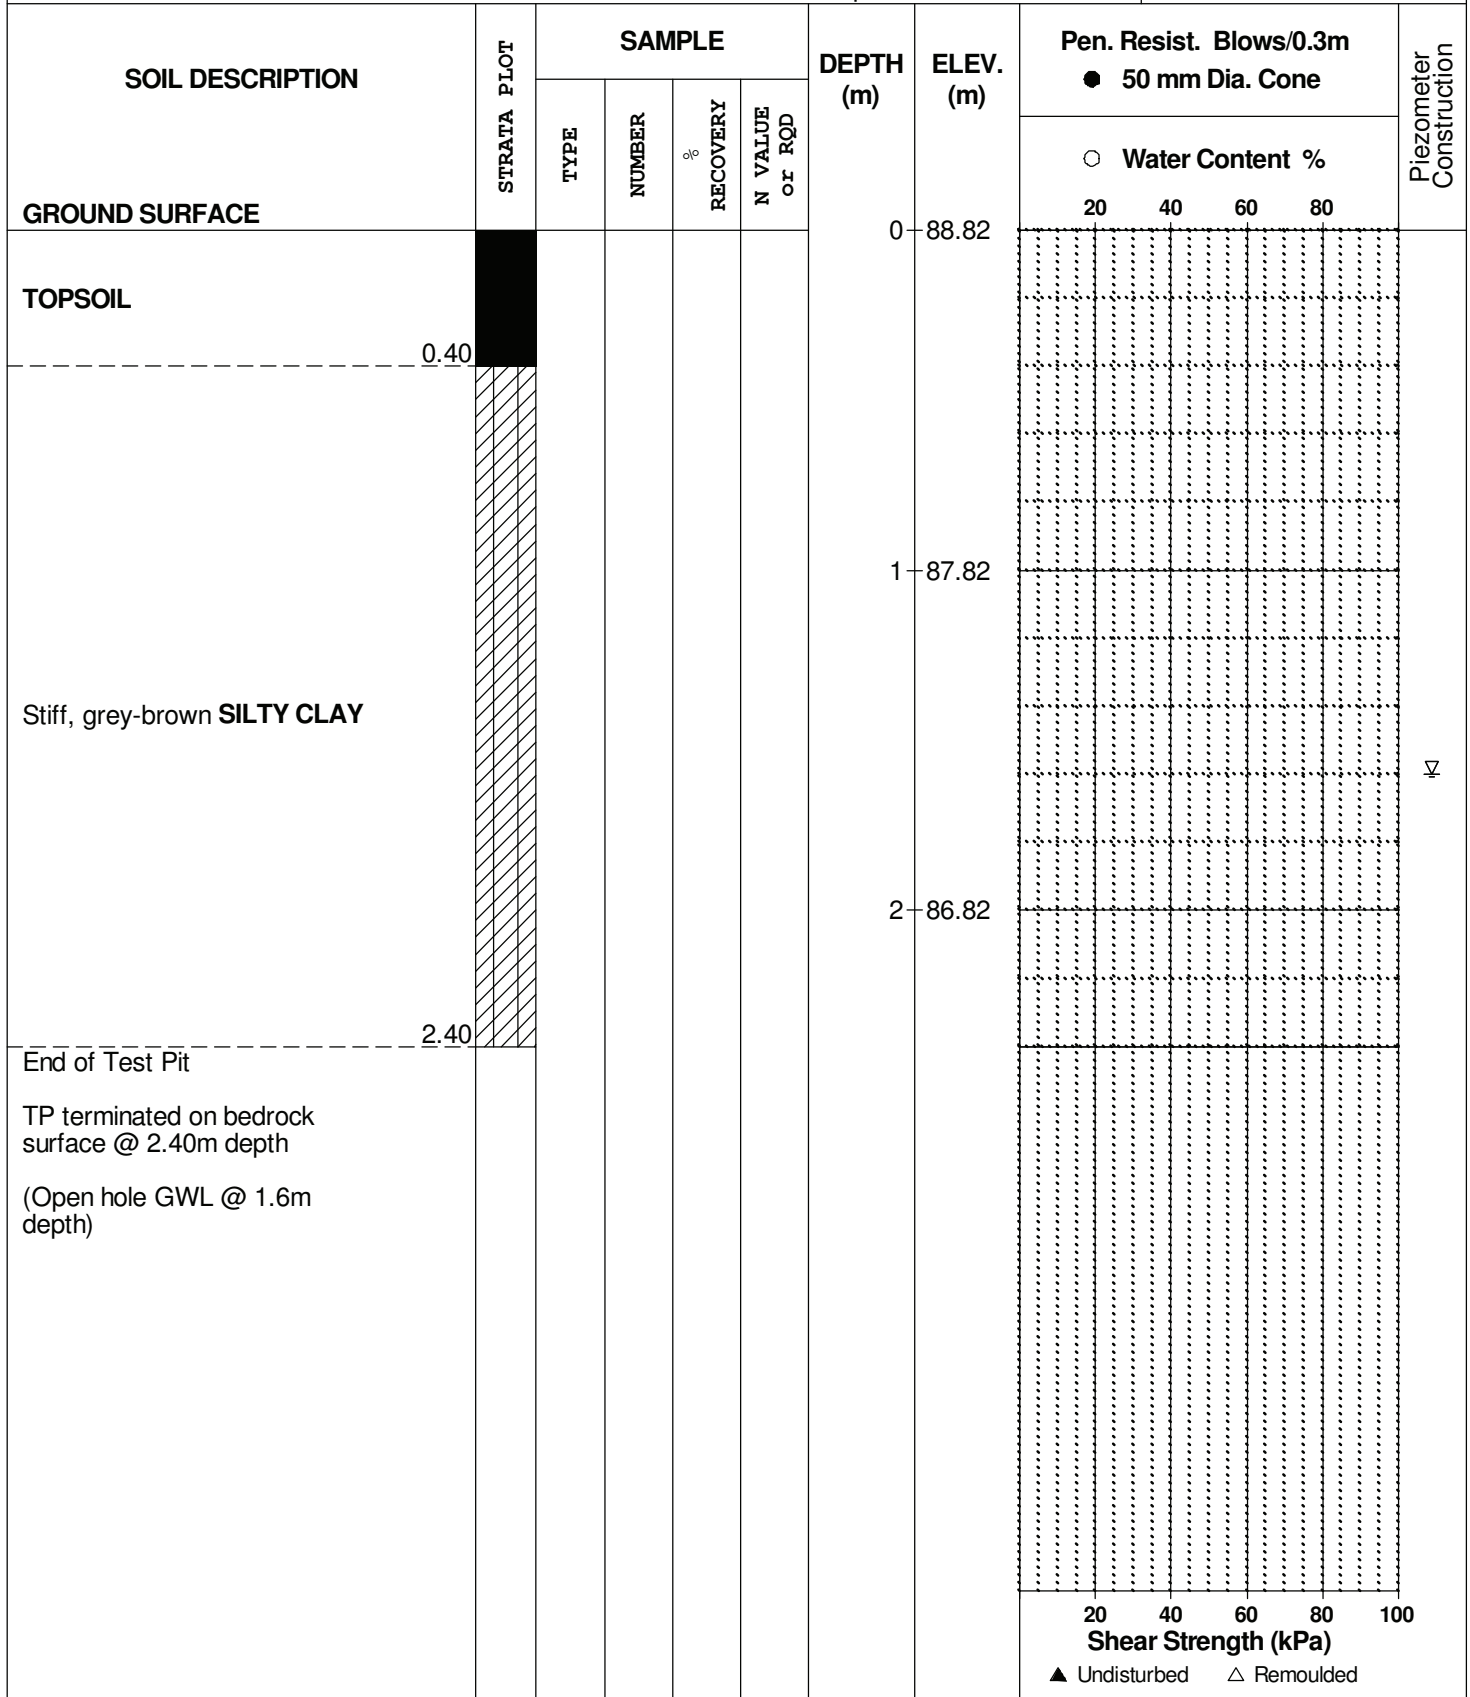 SOIL DESCRIPTION
GROUND SURFACE
STRATA PLOT
SAMPLE
TYPE
NUMBER
%
RECOVERY
N VALUE
or RQD
DEPTH
(m)
ELEV.
(m)
Pen. Resist. Blows/0.3m
● 50 mm Dia. Cone
○ Water Content %
20 40 60 80
Piezometer
Construction
0 88.82
TOPSOIL
0.40
1 87.82
Stiff, grey-brown SILTY CLAY
2 86.82
2.40
End of Test Pit
TP terminated on bedrock
surface @ 2.40m depth
(Open hole GWL @ 1.6m
depth)
20 40 60 80 100
Shear Strength (kPa)
▲ Undisturbed △ Remoulded